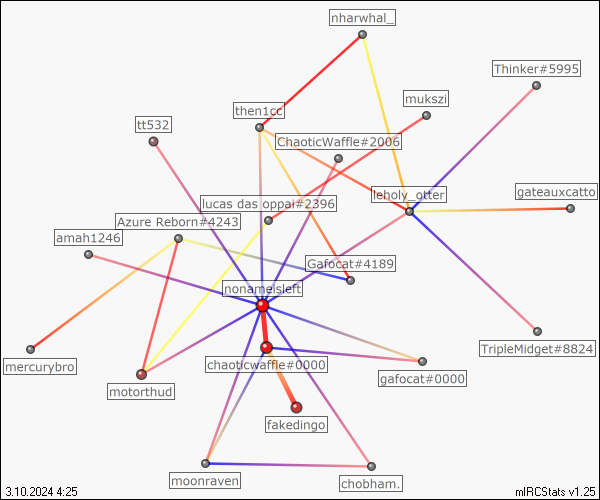 nharwhal_
Thinker#5995
mukszi
then1cc
tt532
ChaoticWaffle#2006
leholy_otter
gateauxcatto
lucas das oppai#2396
Azure Reborn#4243
amah1246
Gafocat#4189
nonameisleft
TripleMidget#8824
chaoticwaffle#0000
mercurybro
gafocat#0000
motorthud
fakedingo
moonraven
chobham.
3.10.2024 4:25
mIRCStats v1.25